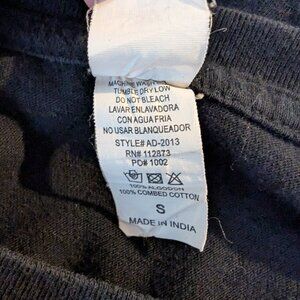 MACHINE WASH
TUMBLE DRY LOW
DO NOT BLEACH
LAVAR EN LAVADORA
CON AGUA FRIA
NO USAR BLANQUEADOR
STYLE# AD-2013
RN# 112873
PO# 1002
100% ALGODON
100% COMBED COTTON
S
MADE IN INDIA